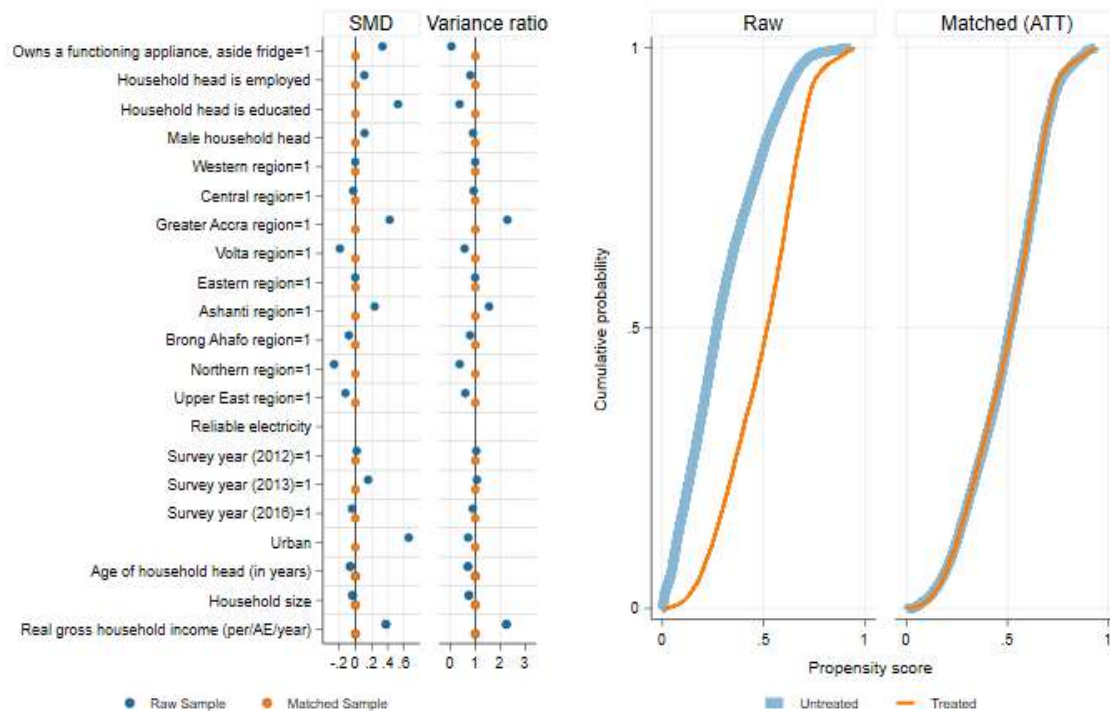 SMD
Variance ratio
Owns a functioning appliance, aside fridge=1
Household head is employed
Household head is educated
Male household head
Western region=1
Central region=1
Greater Accra region=1
Volta region=1
Eastern region=1
Ashanti region=1
Brong Ahafo region=1
Northern region=1
Upper East region=1
Reliable electricity
Survey year (2012)=1
Survey year (2013)=1
Survey year (2016)=1
Urban
Age of household head (in years)
Household size
Real gross household income (per/AE/year)
-.2 0 .2 .4 .6
0 1 2 3
Raw Sample
Matched Sample
Raw
Matched (ATT)
Cumulative probability
1
.5
0
0 .5 1
0 .5 1
Propensity score
Untreated
Treated